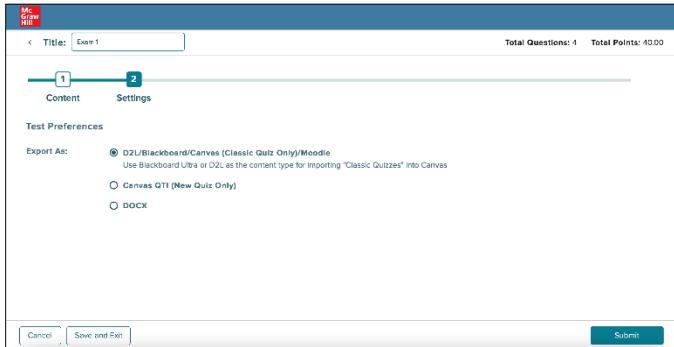 Mc
Graw
Hill
< Title: Exam 1 Total Questions: 4 Total Points: 40.00
1 2
Content Settings
Test Preferences
Export As: D2L/Blackboard/Canvas (Classic Quiz Only)/Moodle
Use Blackboard Ultra or D2L as the content type for importing "Classic Quizzes" into Canvas
Canvas QTI (New Quiz Only)
DOCX
Cancel Save and Exit Submit